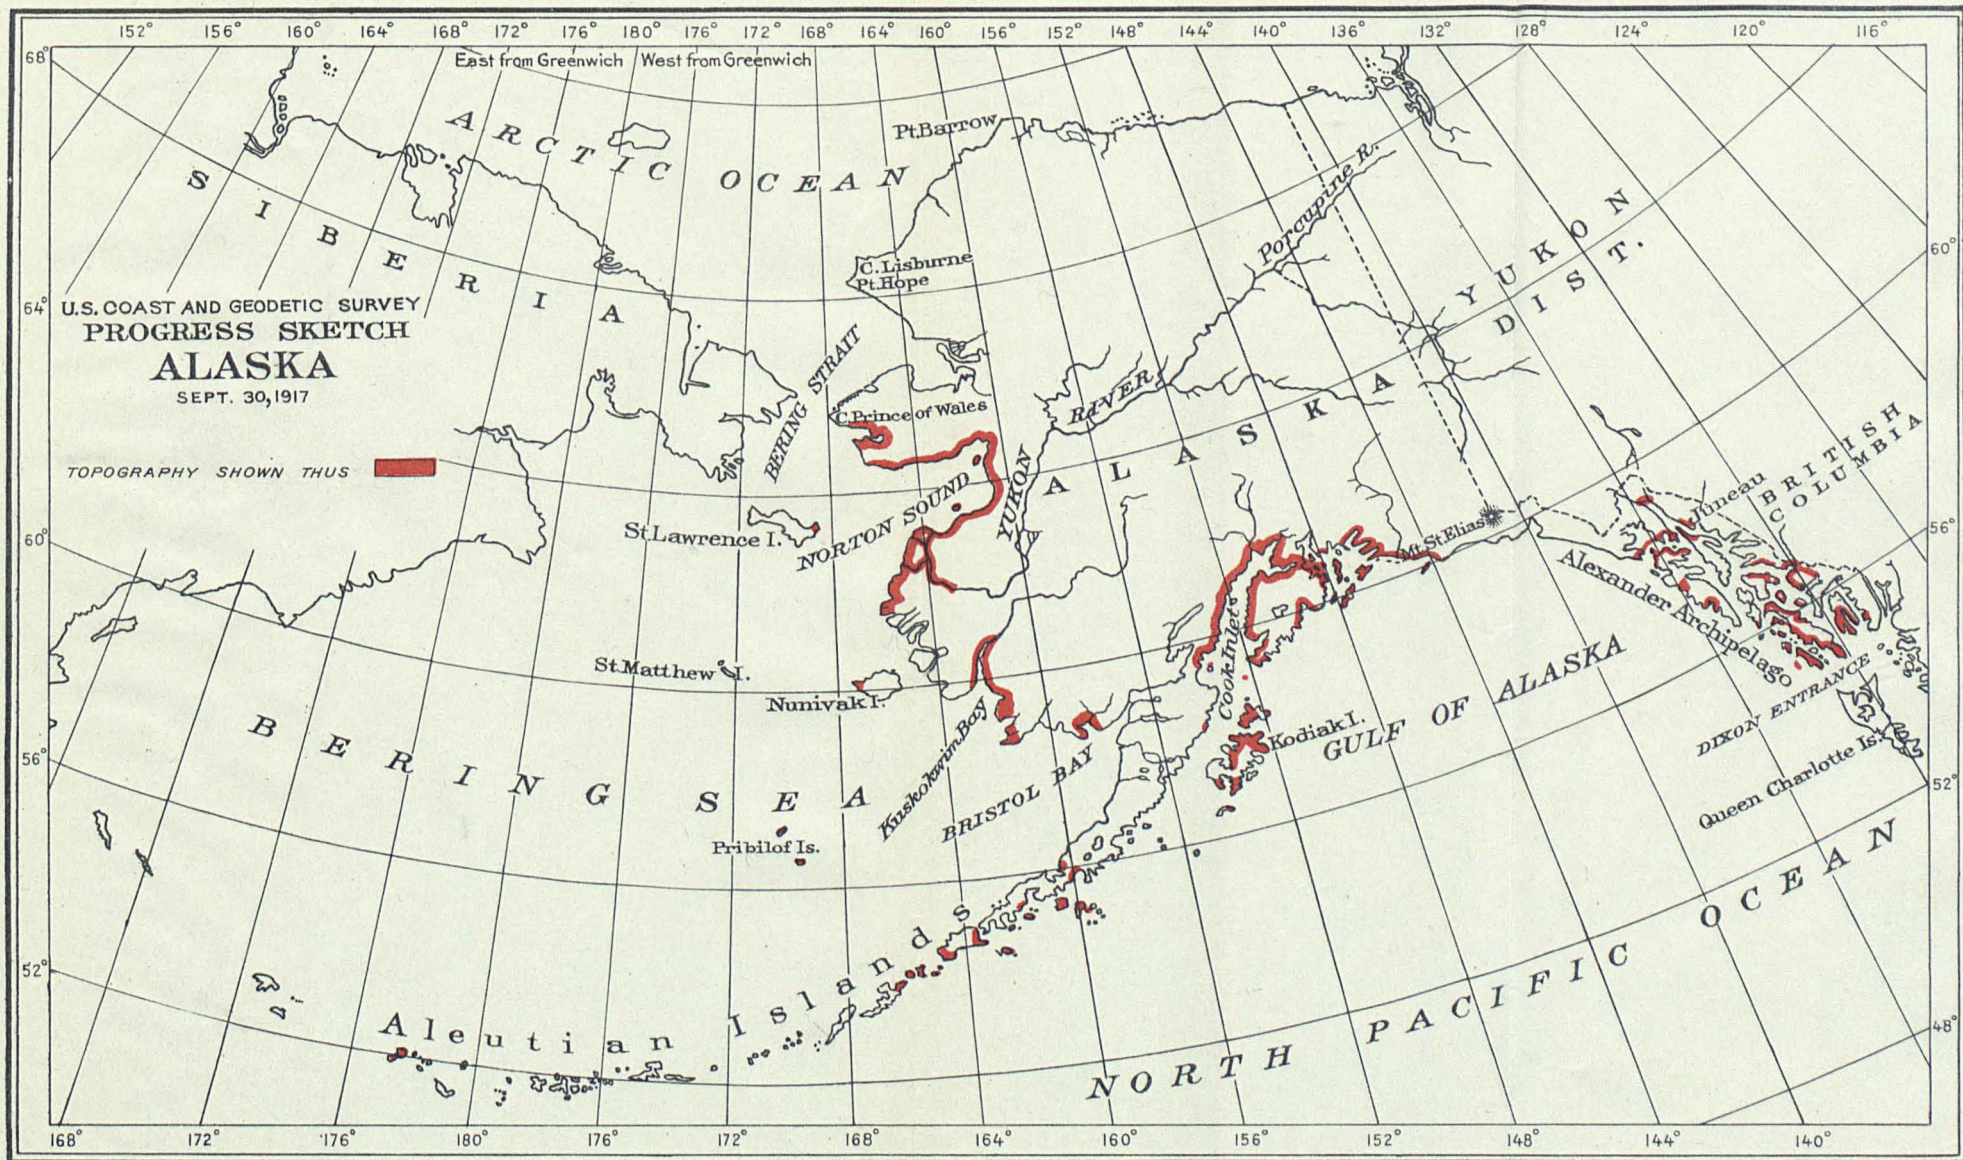 152° 156° 160° 164° 168° 172° 176° 180° 176° 172° 168° 164° 160° 156° 152° 148° 144° 140° 136° 132° 128° 124° 120° 116°
East from Greenwich West from Greenwich
68°
64°
60°
56°
52°
60°
56°
52°
48°
ARCTIC OCEAN
Pt. Barrow
SIBERIA
C. Lisburne
Pt. Hope
Porcupine R.
YUKON
DIST.
U.S. COAST AND GEODETIC SURVEY
PROGRESS SKETCH
ALASKA
SEPT. 30, 1917
TOPOGRAPHY SHOWN THUS
BERING STRAIT
C. Prince of Wales
YUKON RIVER
ALASKA
NORTON SOUND
St. Lawrence I.
Mt. St. Elias
Juneau
BRITISH
COLUMBIA
Alexander Archipelago
St. Matthew I.
Nunivak I.
Cook Inlet
Kuskokwim Bay
BRISTOL BAY
Kodiak I.
GULF OF ALASKA
DIXON ENTRANCE
Queen Charlotte Is.
BERING SEA
Pribilof Is.
Aleutian Islands
NORTH PACIFIC OCEAN
168° 172° 176° 180° 176° 172° 168° 164° 160° 156° 152° 148° 144° 140°